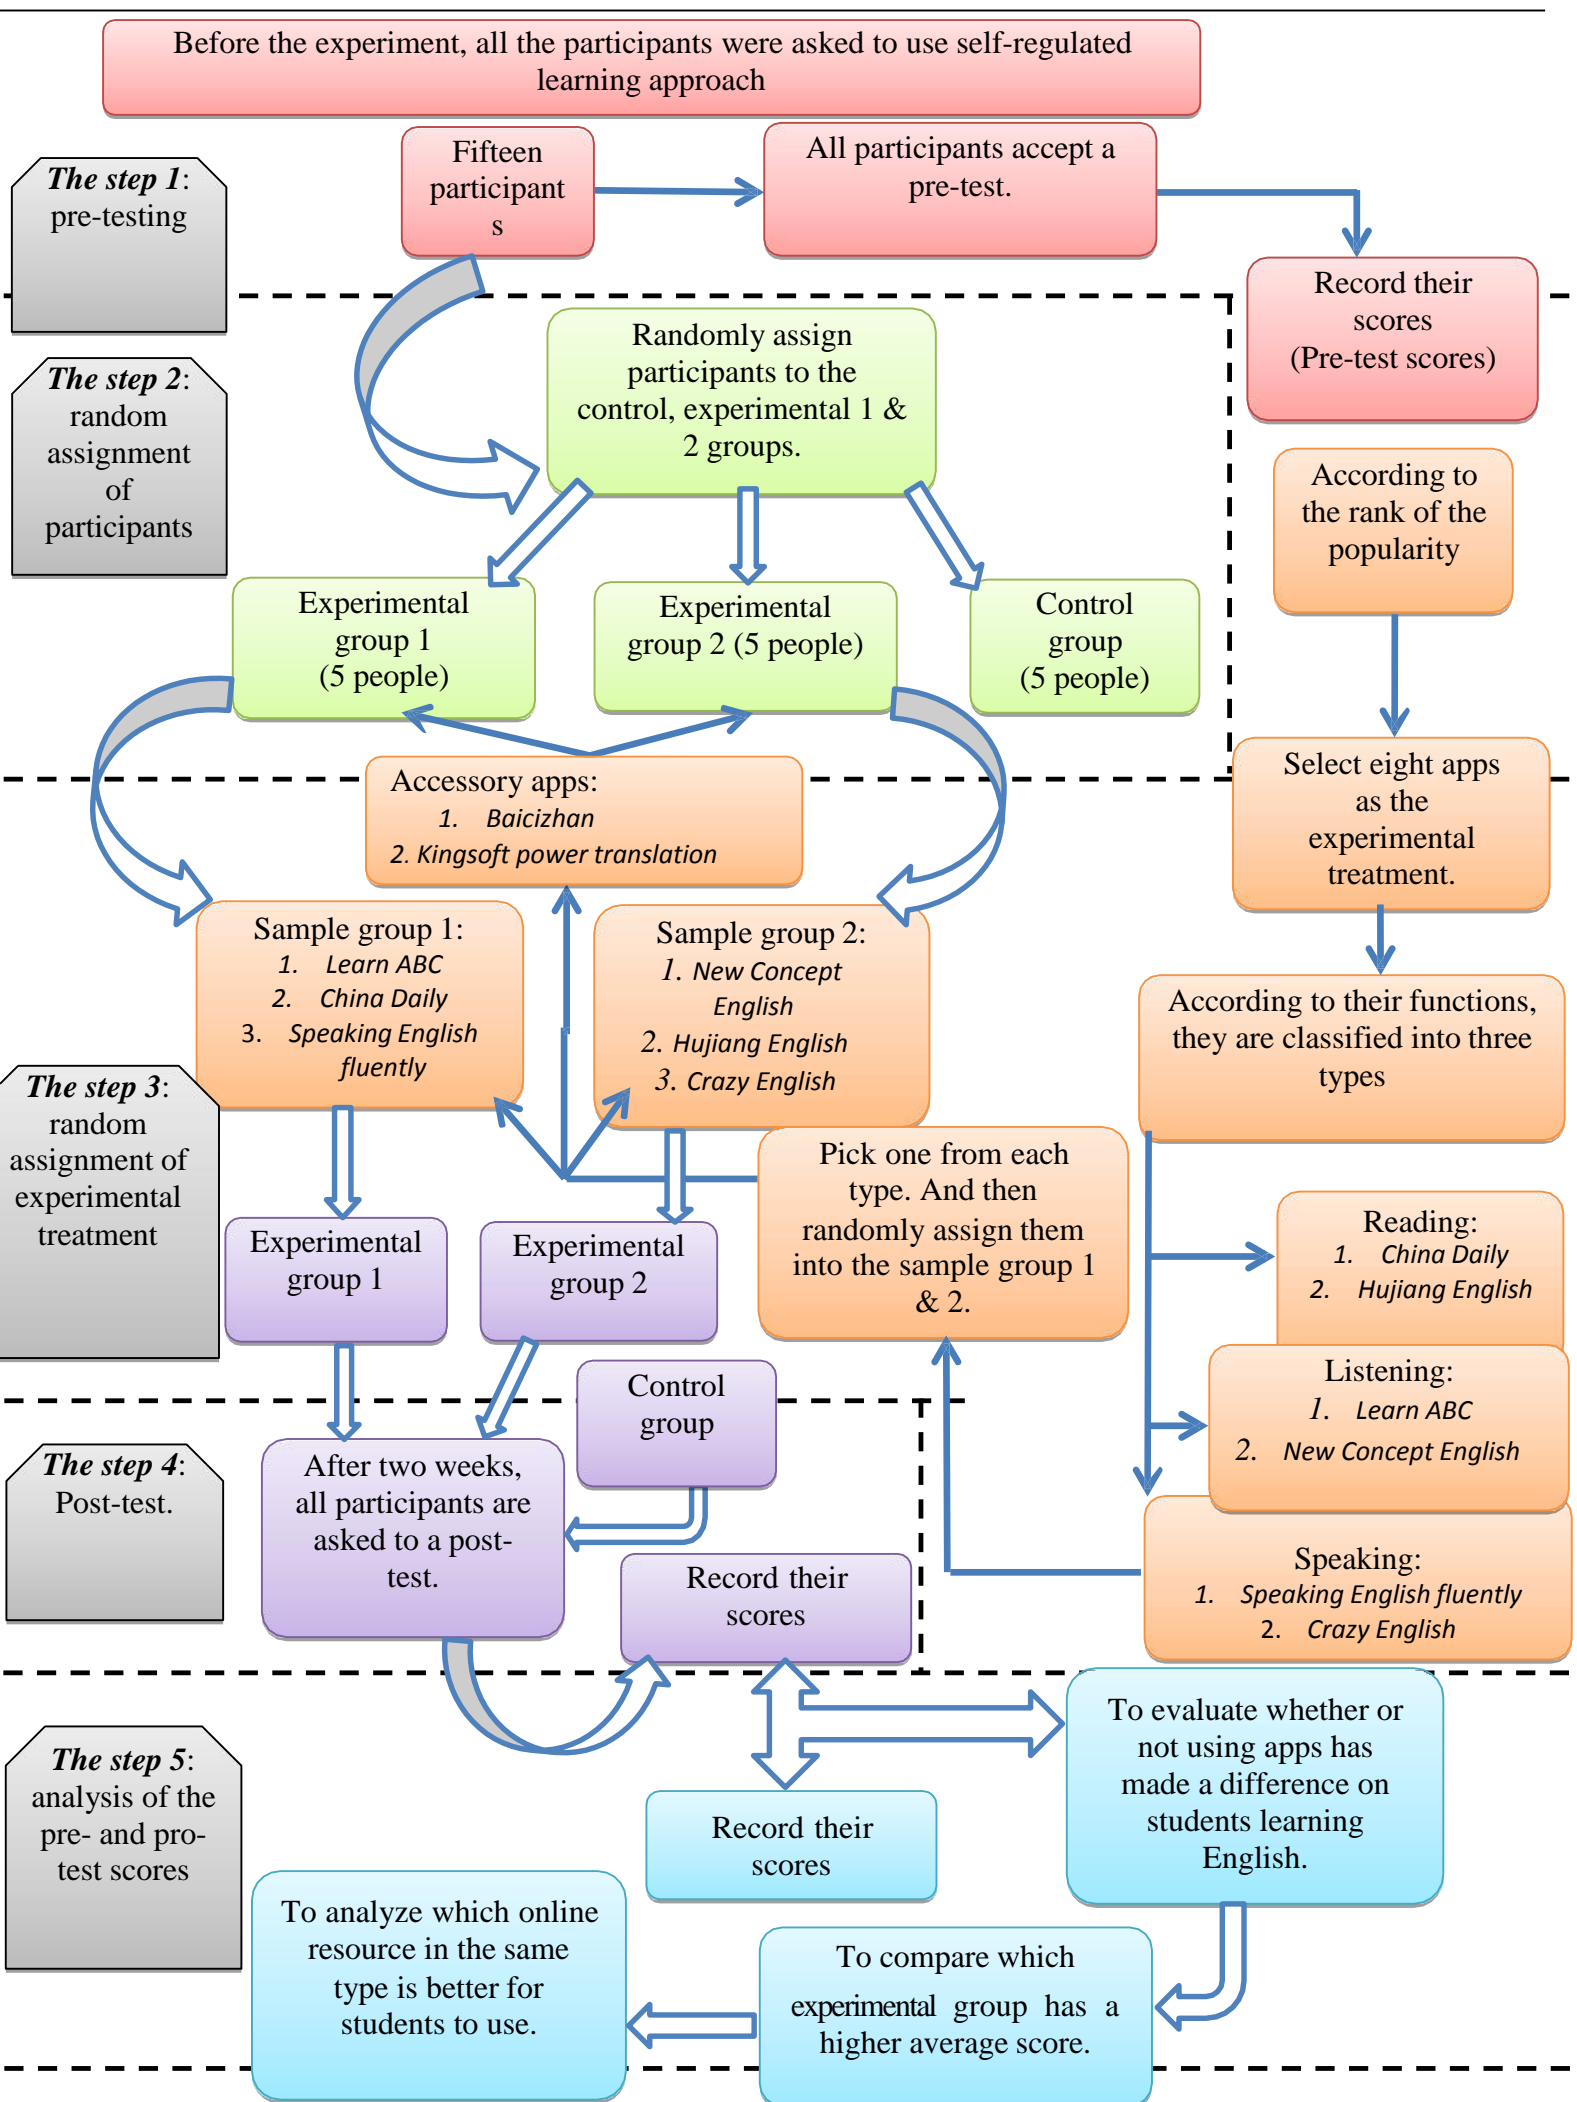 Before the experiment, all the participants were asked to use self-regulated
learning approach
The step 1:
pre-testing
Fifteen
participant
s
All participants accept a
pre-test.
Record their
scores
(Pre-test scores)
The step 2:
random
assignment
of
participants
Randomly assign
participants to the
control, experimental 1 &
2 groups.
According to
the rank of the
popularity
Experimental
group 1
(5 people)
Experimental
group 2 (5 people)
Control
group
(5 people)
Select eight apps
as the
experimental
treatment.
Accessory apps:
1. Baicizhan
2. Kingsoft power translation
Sample group 1:
1. Learn ABC
2. China Daily
3. Speaking English
fluently
Sample group 2:
1. New Concept
English
2. Hujiang English
3. Crazy English
According to their functions,
they are classified into three
types
The step 3:
random
assignment of
experimental
treatment
Pick one from each
type. And then
randomly assign them
into the sample group 1
& 2.
Experimental
group 1
Experimental
group 2
Reading:
1. China Daily
2. Hujiang English
Listening:
1. Learn ABC
2. New Concept English
Speaking:
1. Speaking English fluently
2. Crazy English
Control
group
The step 4:
Post-test.
After two weeks,
all participants are
asked to a post-
test.
Record their
scores
The step 5:
analysis of the
pre- and pro-
test scores
Record their
scores
To evaluate whether or
not using apps has
made a difference on
students learning
English.
To compare which
experimental group has a
higher average score.
To analyze which online
resource in the same
type is better for
students to use.